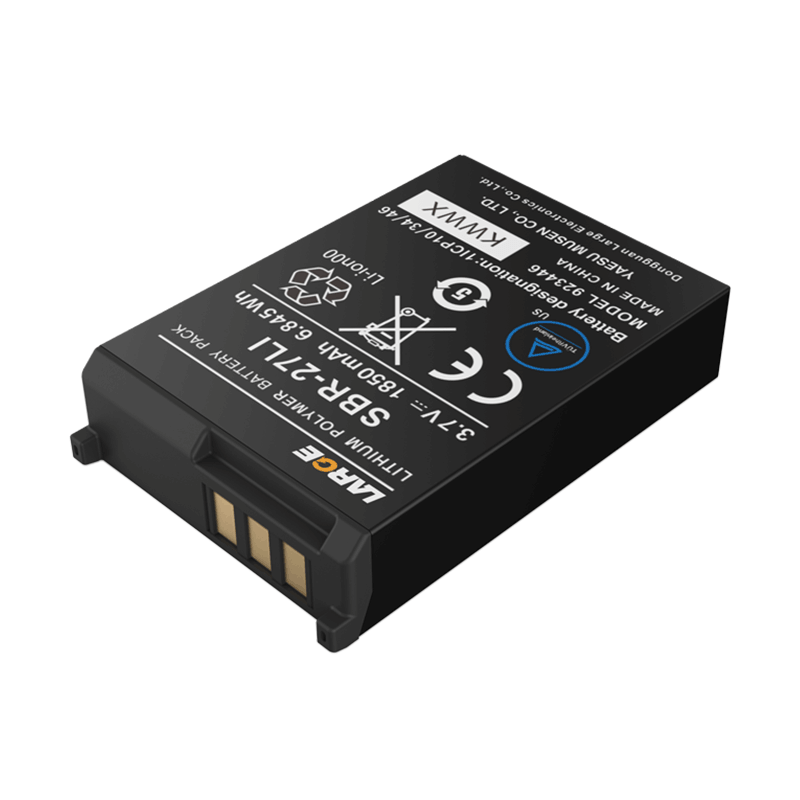 LARGE
LITHIUM POLYMER BATTERY PACK
SBR-27LI
3.7V⎓ 1850mAh 6.845Wh
CE
Li-ion00
5
TÜVRheinland
US
Battery designation:1ICP10/34/46
MODEL 923446
KWWX
MADE IN CHINA
YAESU MUSEN CO., LTD.
Dongguan Large Electronics Co.,Ltd.